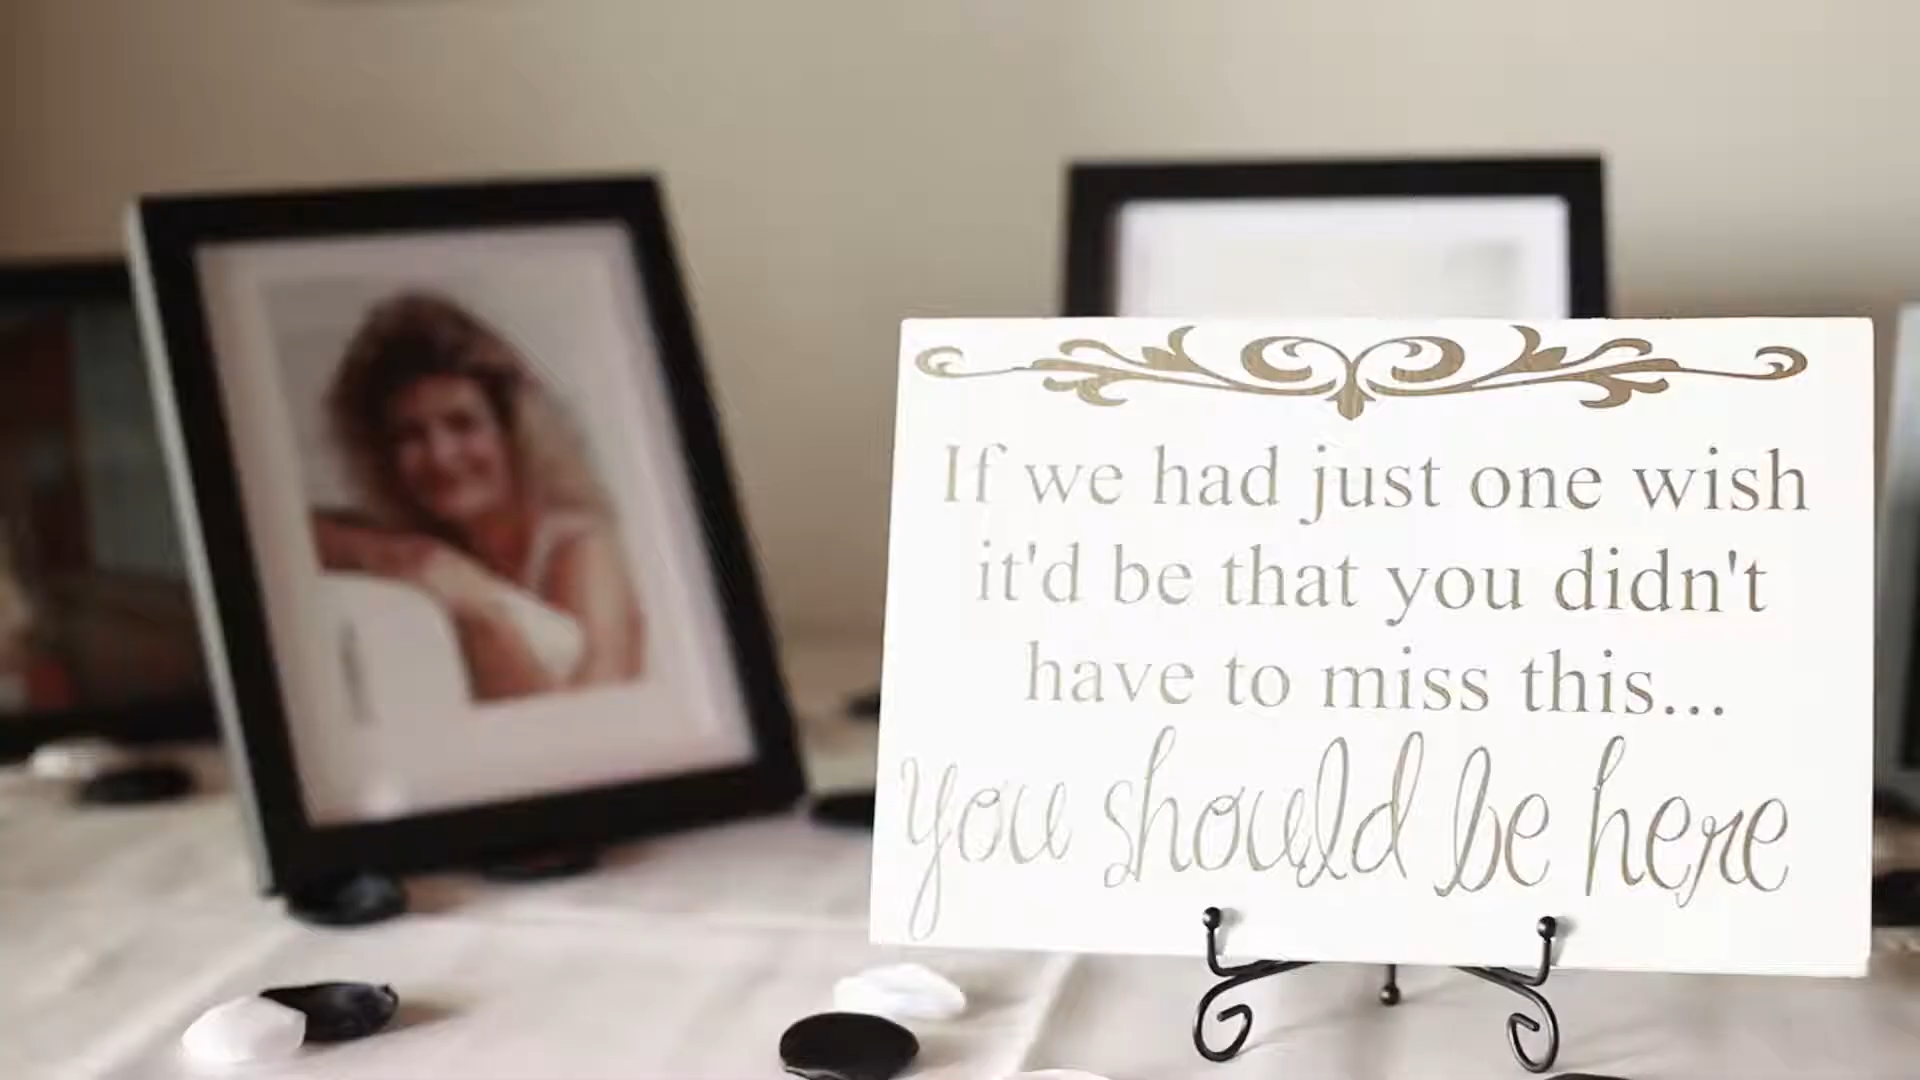 If we had just one wish
it'd be that you didn't
have to miss this...
you should be here